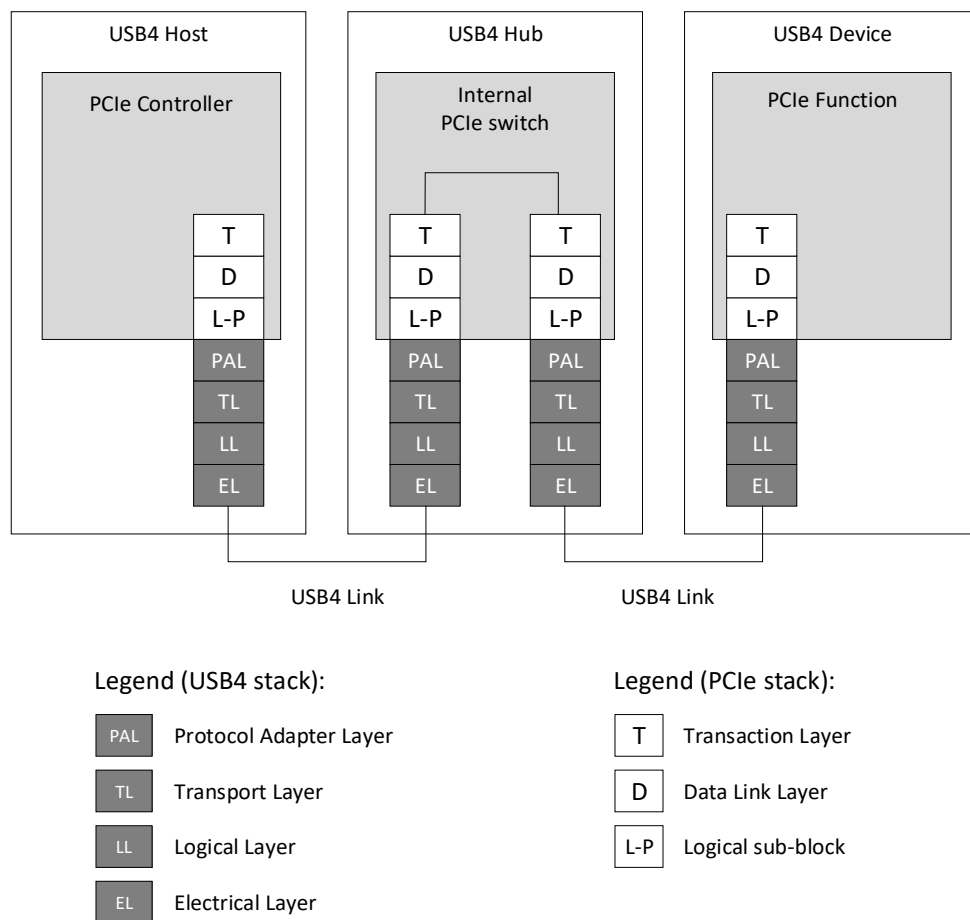 USB4 Host
USB4 Hub
USB4 Device
PCIe Controller
Internal
PCIe switch
PCIe Function
T
T
T
T
D
D
D
D
L-P
L-P
L-P
L-P
PAL
PAL
PAL
PAL
TL
TL
TL
TL
LL
LL
LL
LL
EL
EL
EL
EL
USB4 Link
USB4 Link
Legend (USB4 stack):
PAL Protocol Adapter Layer
TL Transport Layer
LL Logical Layer
EL Electrical Layer
Legend (PCIe stack):
T Transaction Layer
D Data Link Layer
L-P Logical sub-block